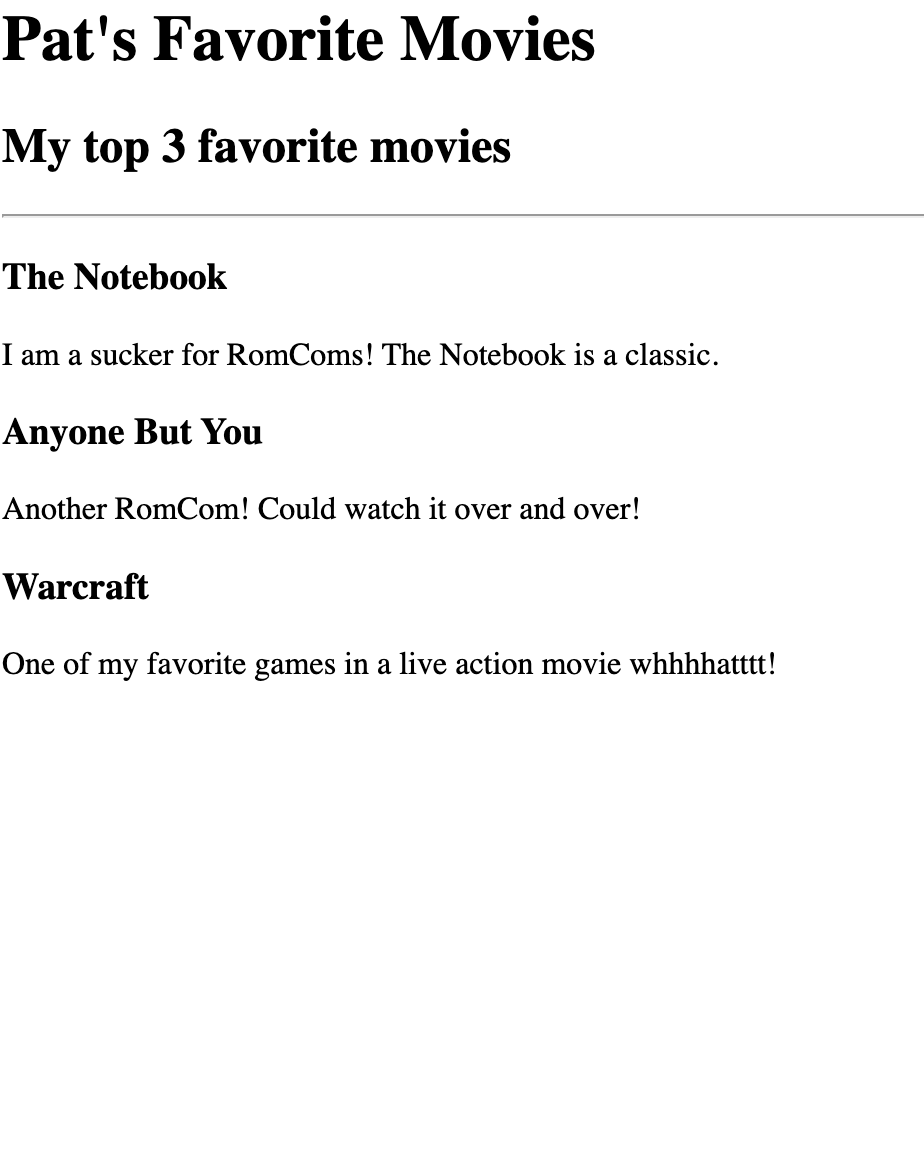 Pat's Favorite Movies
My top 3 favorite movies
The Notebook
I am a sucker for RomComs! The Notebook is a classic.
Anyone But You
Another RomCom! Could watch it over and over!
Warcraft
One of my favorite games in a live action movie whhhhatttt!